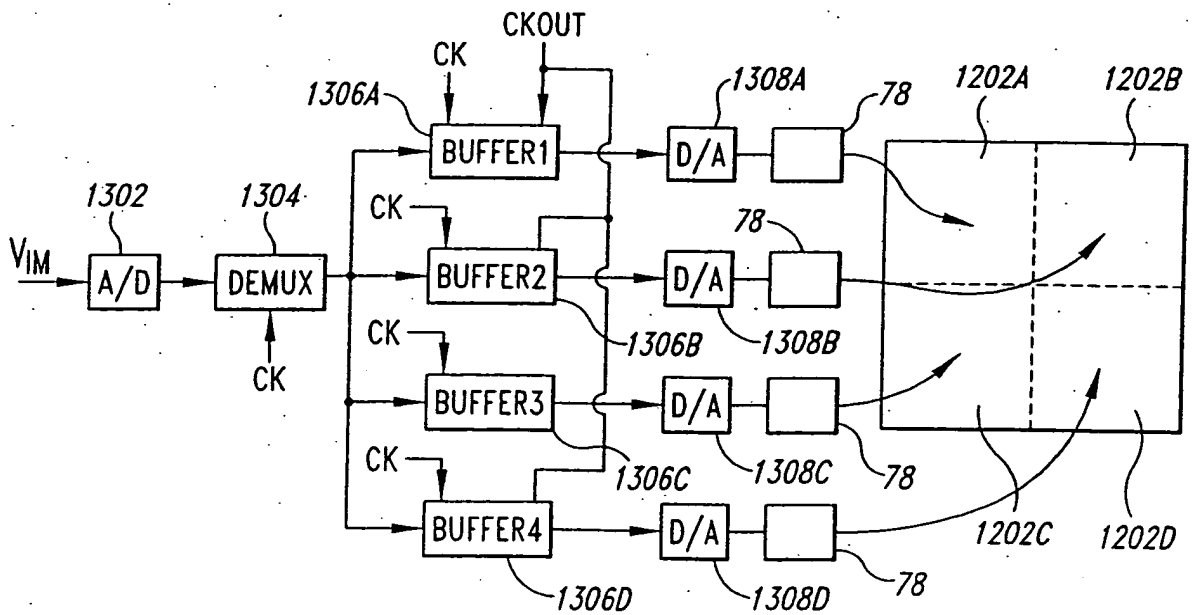 CKOUT
CK
1306A
1308A
78
1202A
1202B
BUFFER1
D/A
1302
1304
CK
78
V_IM
A/D
DEMUX
BUFFER2
D/A
1306B
1308B
CK
CK
BUFFER3
D/A
1306C
1308C
78
CK
BUFFER4
D/A
1202C
1202D
1306D
1308D
78